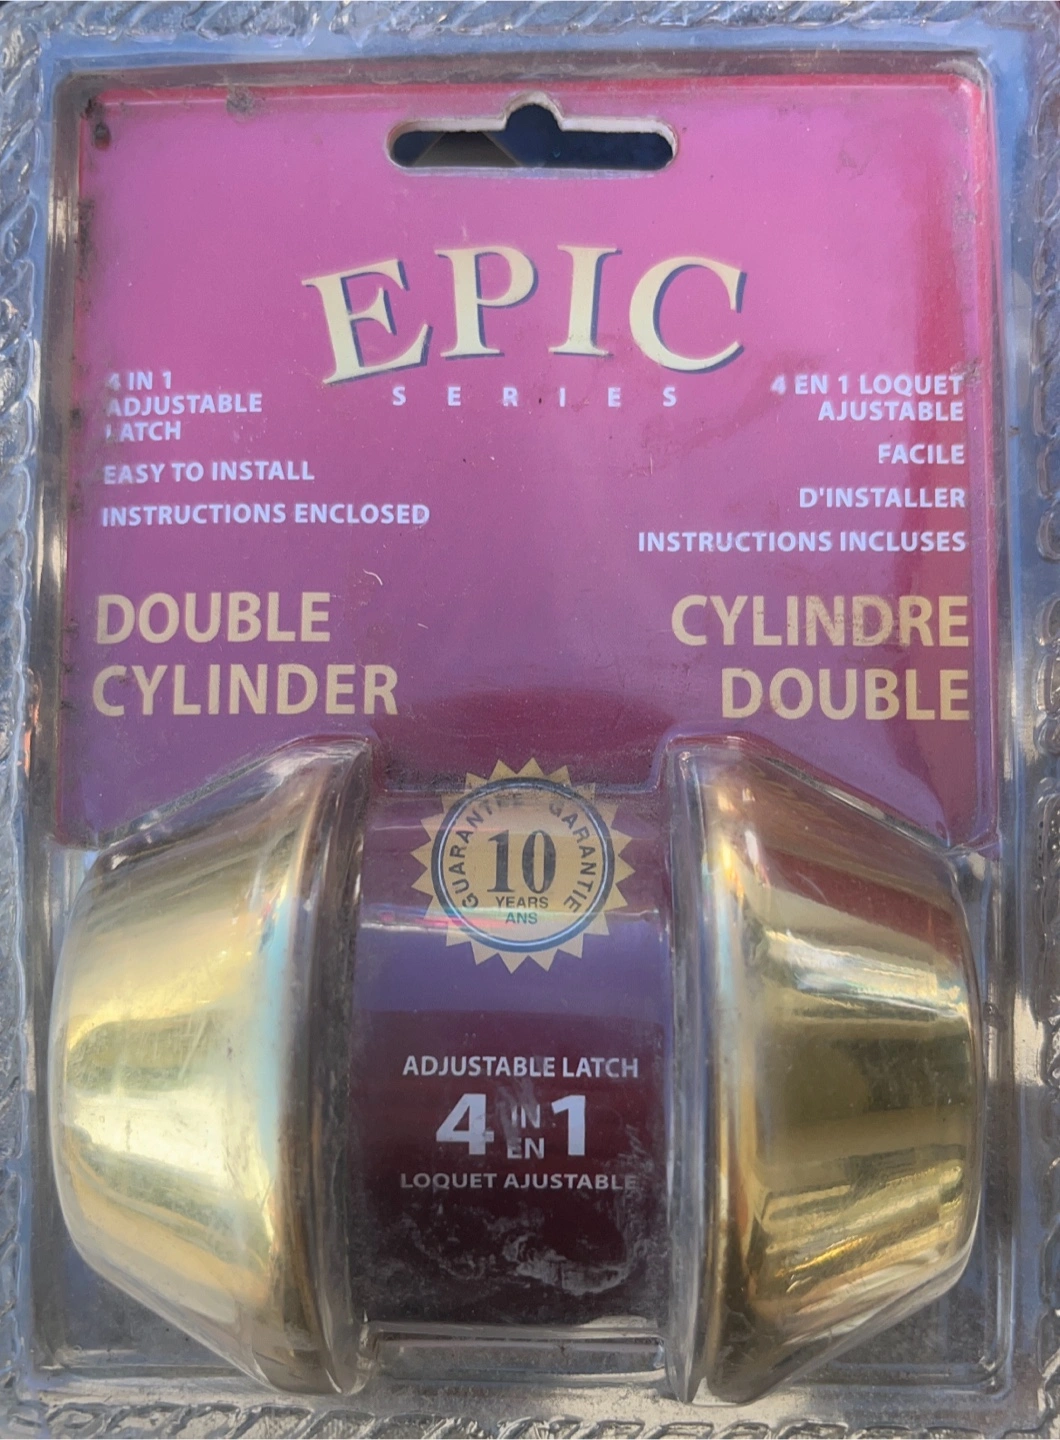 EPIC
SERIES
4 IN 1
ADJUSTABLE
LATCH
EASY TO INSTALL
INSTRUCTIONS ENCLOSED
4 EN 1 LOQUET
AJUSTABLE
FACILE
D'INSTALLER
INSTRUCTIONS INCLUSES
DOUBLE
CYLINDER
CYLINDRE
DOUBLE
GUARANTEE GARANTIE
10
YEARS
ANS
ADJUSTABLE LATCH
4 IN EN 1
LOQUET AJUSTABLE